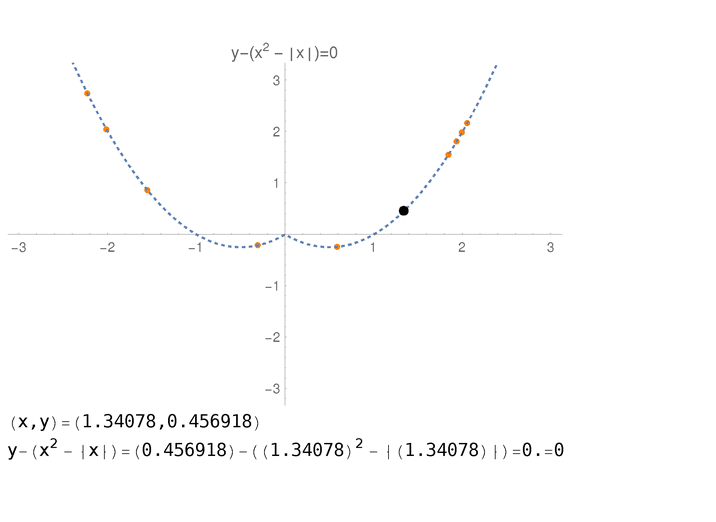 y−(x² − |x|)=0
3
2
1
−3 −2 −1 1 2 3
−1
−2
−3
(x,y)=(1.34078,0.456918)
y−(x² − |x|)=(0.456918)−((1.34078)² − |(1.34078)|)=0.=0